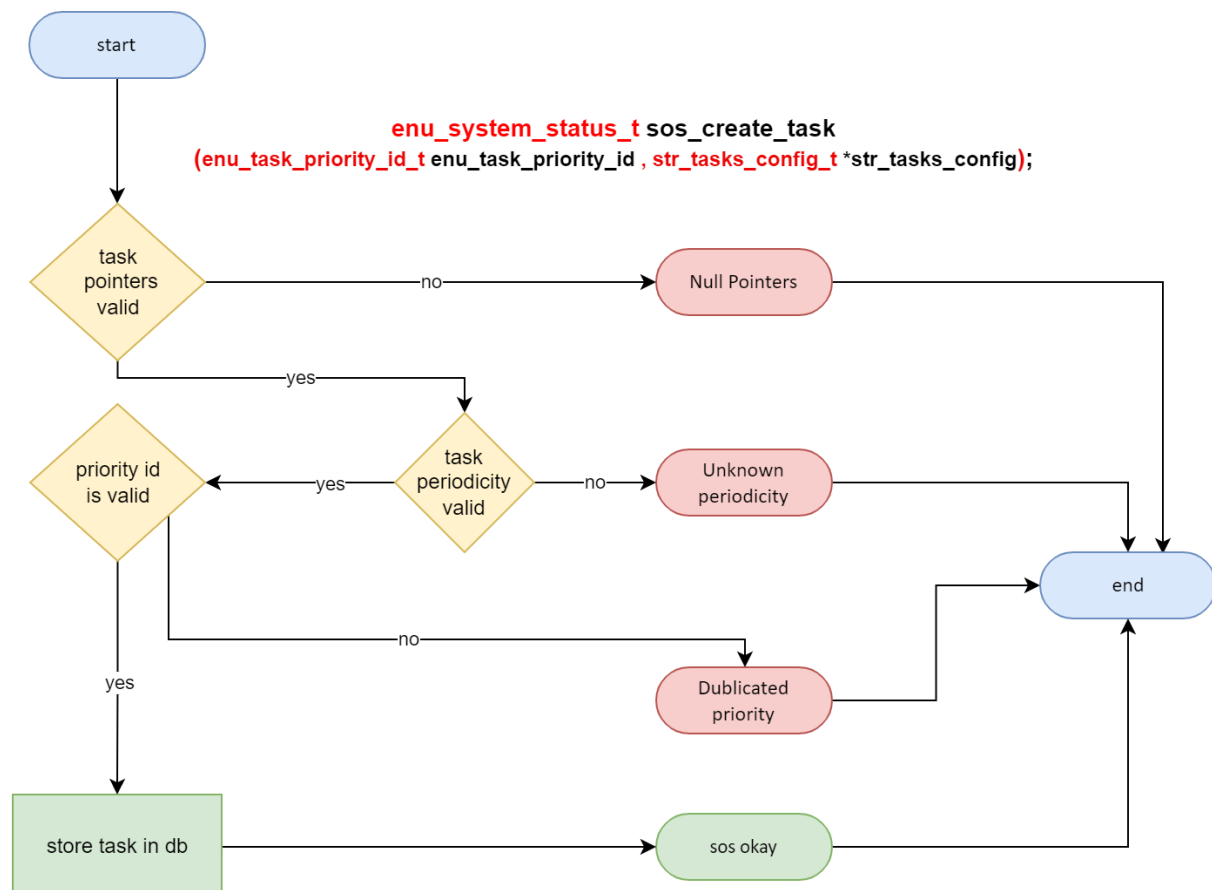 start
enu_system_status_t sos_create_task
(enu_task_priority_id_t enu_task_priority_id , str_tasks_config_t *str_tasks_config);
task
pointers
valid
no
Null Pointers
yes
priority id
is valid
yes
task
periodicity
valid
no
Unknown
periodicity
end
no
yes
Dublicated
priority
store task in db
sos okay